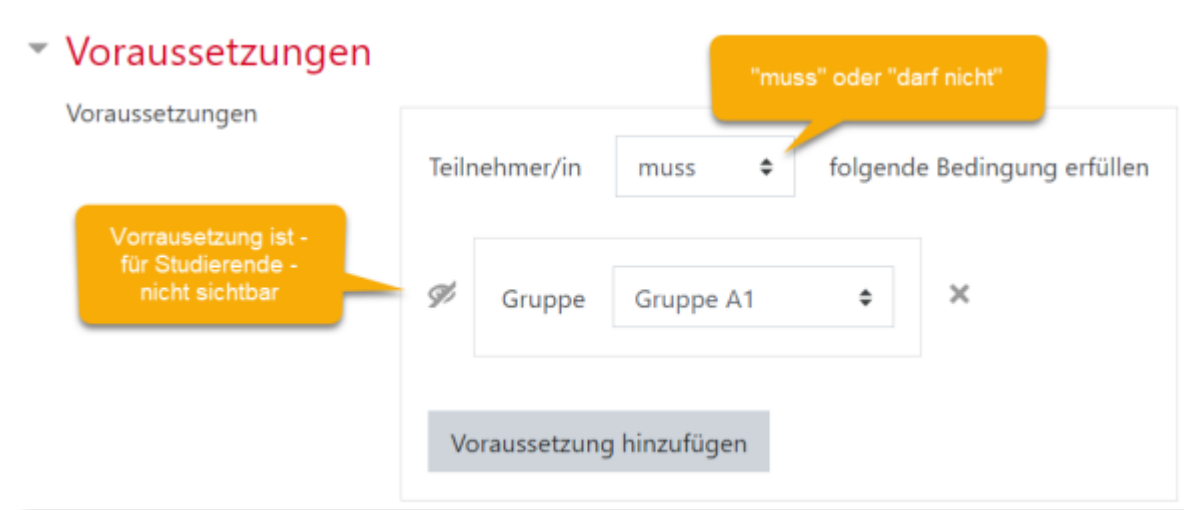 Voraussetzungen
"muss" oder "darf nicht"
Voraussetzungen
Teilnehmer/in muss folgende Bedingung erfüllen
Vorrausetzung ist -
für Studierende -
nicht sichtbar
Gruppe Gruppe A1
Voraussetzung hinzufügen